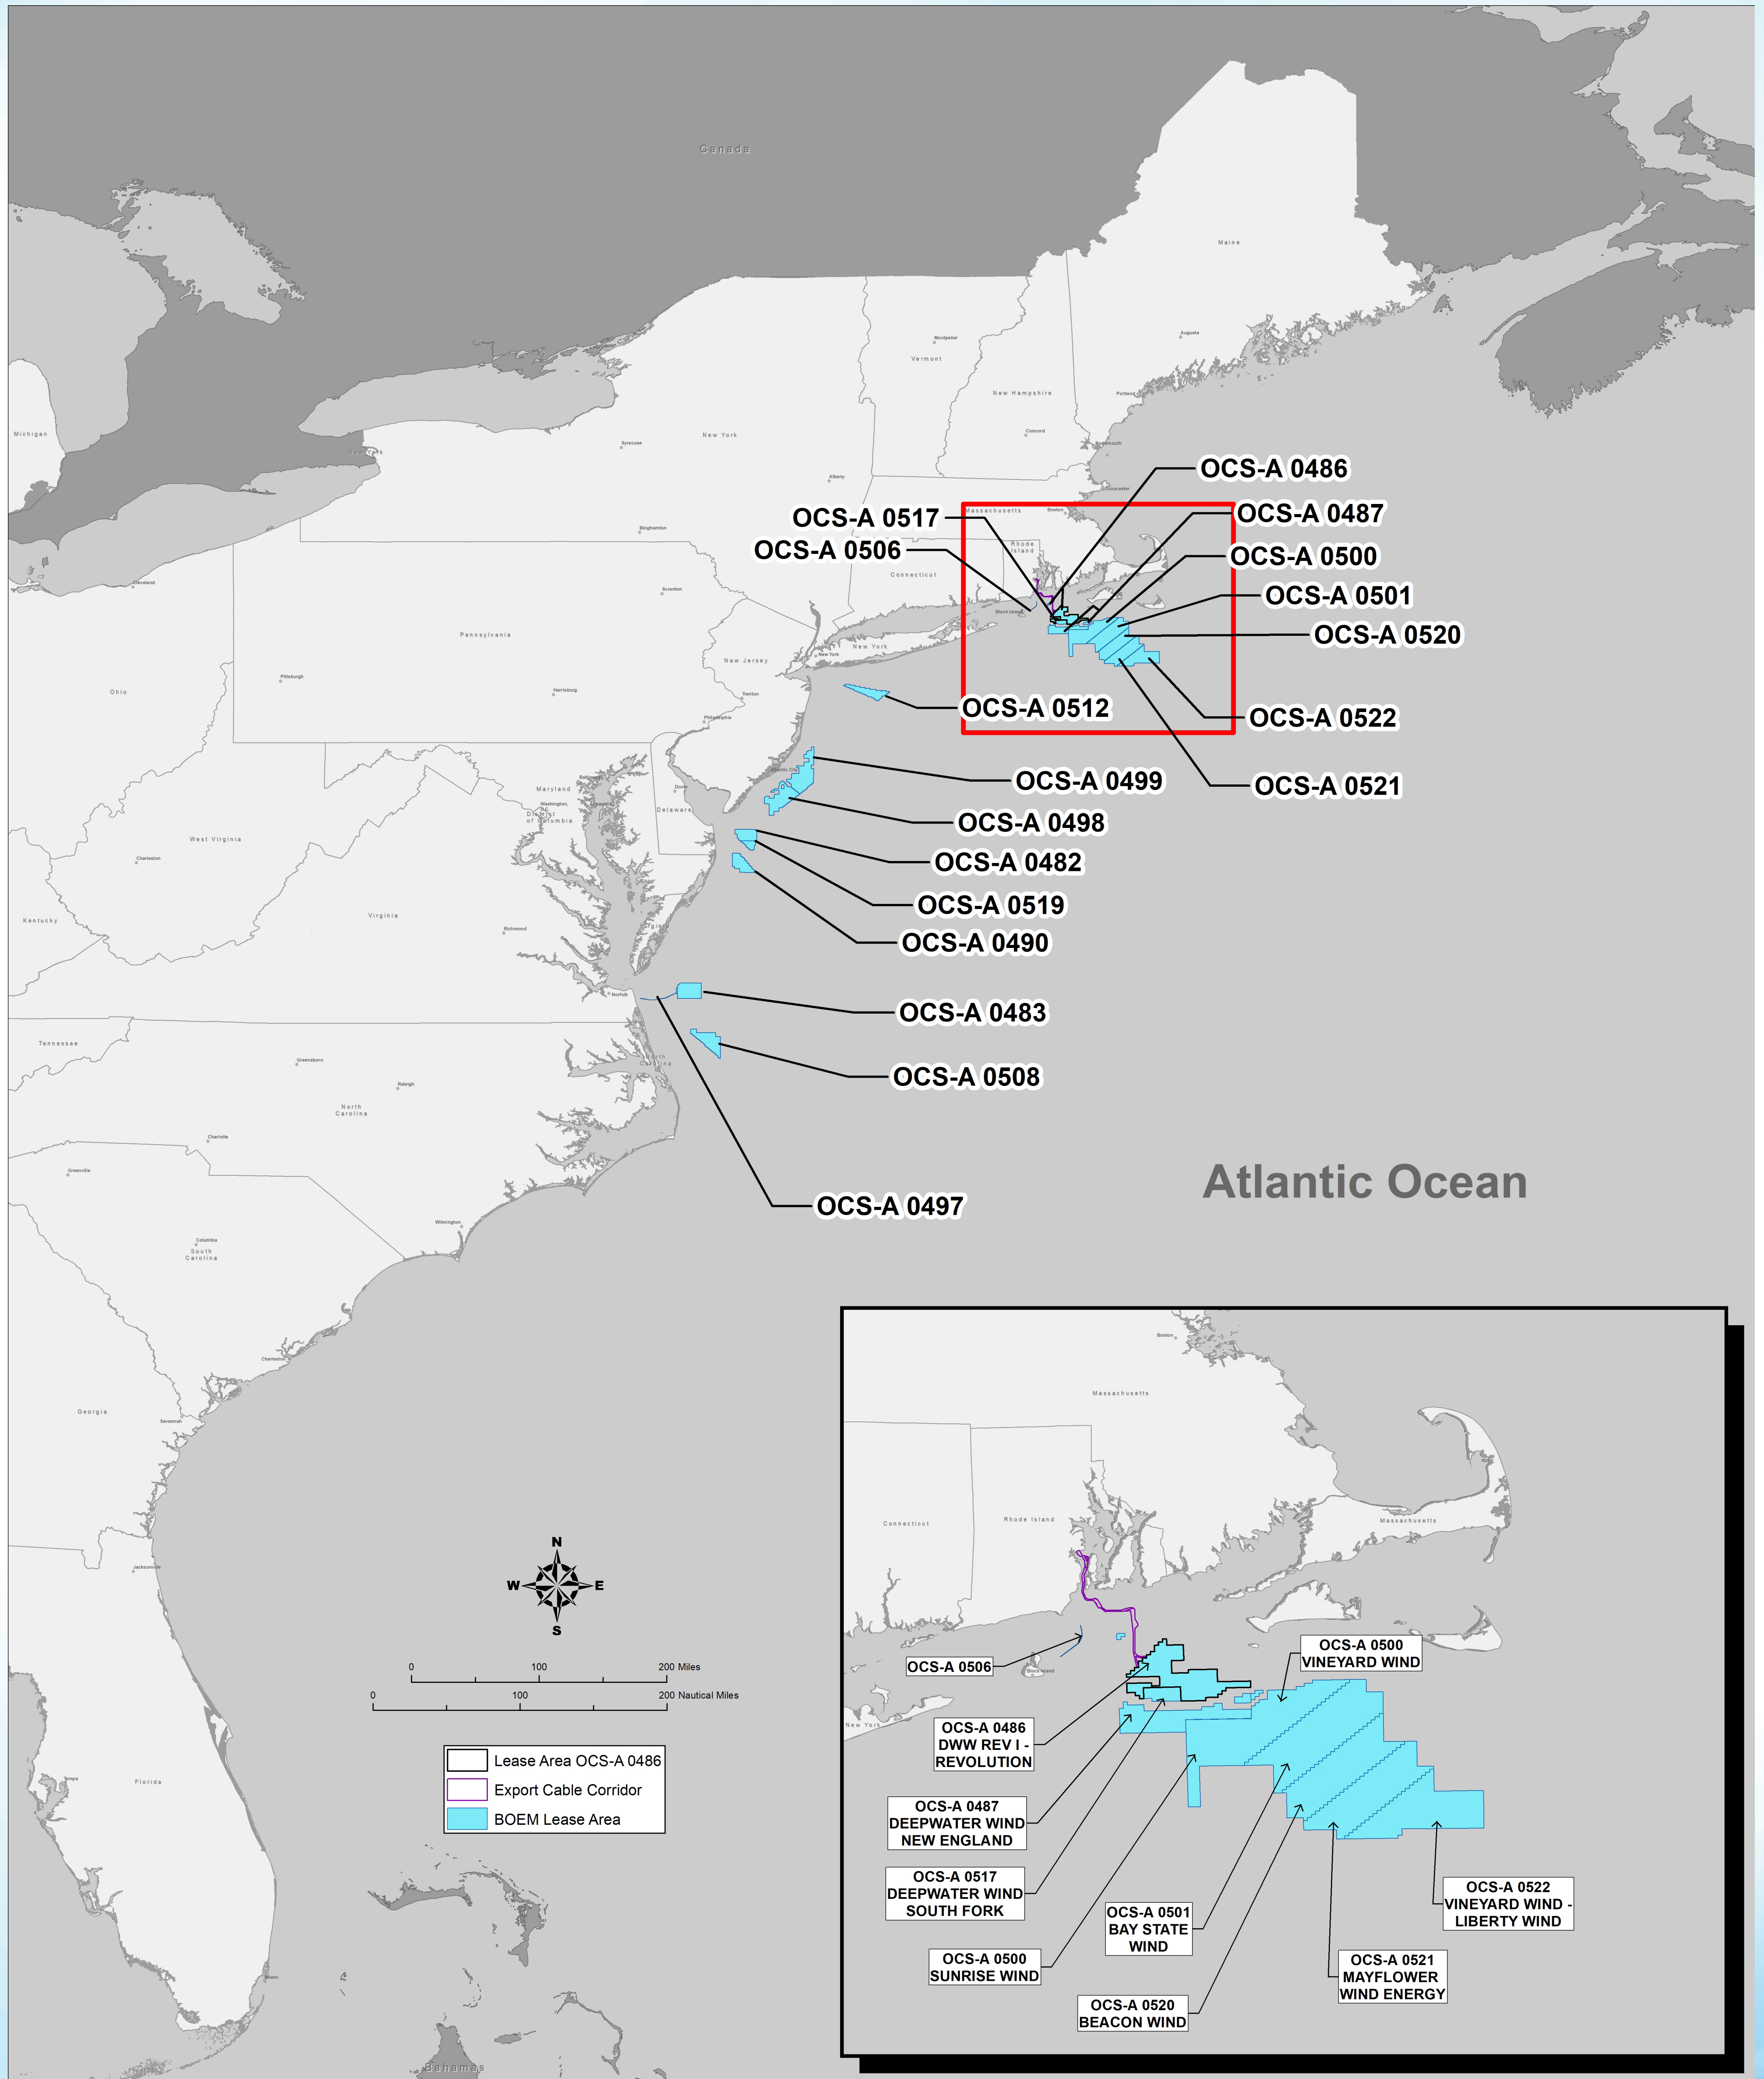 Canada
Maine
Augusta
Montpelier
Vermont
New Hampshire
Portland
Michigan
New York
Concord
Portsmouth
Syracuse
New York
OCS-A 0486
Albany
Gloucester
OCS-A 0517
Massachusetts
Boston
OCS-A 0487
Binghamton
OCS-A 0506
Rhode
Island
OCS-A 0500
Connecticut
Cleveland
Scranton
OCS-A 0501
Block Island
Pennsylvania
OCS-A 0520
New York
New York
New Jersey
Pittsburgh
Ohio
Harrisburg
Trenton
OCS-A 0512
OCS-A 0522
Philadelphia
Atlantic City
OCS-A 0499
OCS-A 0521
Maryland
Dover
Washington,
District
of Columbia
Delaware
OCS-A 0498
West Virginia
OCS-A 0482
Charleston
OCS-A 0519
Kentucky
Virginia
Richmond
OCS-A 0490
Norfolk
OCS-A 0483
Tennessee
Greensboro
North
Carolina
OCS-A 0508
Raleigh
North
Carolina
Charlotte
Greenville
Atlantic Ocean
OCS-A 0497
Wilmington
Columbia
South
Carolina
Charleston
Georgia
Savannah
Jacksonville
Tampa
Florida
Miami
Bahamas
N
W
E
S
0 100 200 Miles
0 100 200 Nautical Miles
Lease Area OCS-A 0486
Export Cable Corridor
BOEM Lease Area
Boston
Massachusetts
Connecticut
Rhode Island
Massachusetts
OCS-A 0506
Block Island
New York
OCS-A 0500
VINEYARD WIND
OCS-A 0486
DWW REV I -
REVOLUTION
OCS-A 0487
DEEPWATER WIND
NEW ENGLAND
OCS-A 0517
DEEPWATER WIND
SOUTH FORK
OCS-A 0500
SUNRISE WIND
OCS-A 0501
BAY STATE
WIND
OCS-A 0520
BEACON WIND
OCS-A 0521
MAYFLOWER
WIND ENERGY
OCS-A 0522
VINEYARD WIND -
LIBERTY WIND